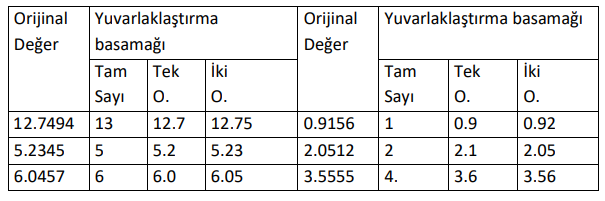 Orijinal Değer Yuvarlaklaştırma basamağı Orijinal Değer Yuvarlaklaştırma basamağı
Tam Sayı Tek O. İki O. Tam Sayı Tek O. İki O.
12.7494 13 12.7 12.75 0.9156 1 0.9 0.92
5.2345 5 5.2 5.23 2.0512 2 2.1 2.05
6.0457 6 6.0 6.05 3.5555 4. 3.6 3.56